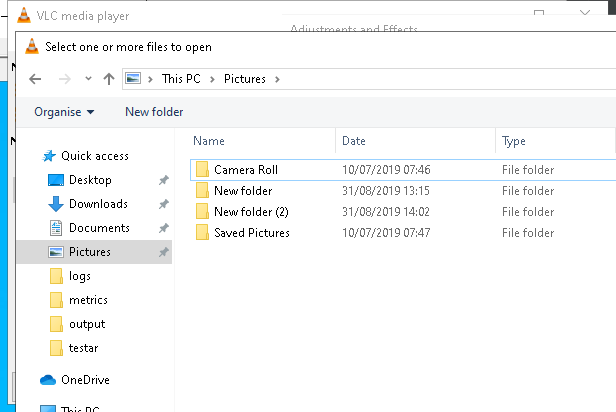 VLC media player
Adjustments and Effects
Select one or more files to open
This PC > Pictures >
Organise New folder
Name Date Type
Quick access
Desktop
Downloads
Documents
Pictures
logs
metrics
output
testar
OneDrive
This PC
Camera Roll 10/07/2019 07:46 File folder
New folder 31/08/2019 13:15 File folder
New folder (2) 31/08/2019 14:02 File folder
Saved Pictures 10/07/2019 07:47 File folder